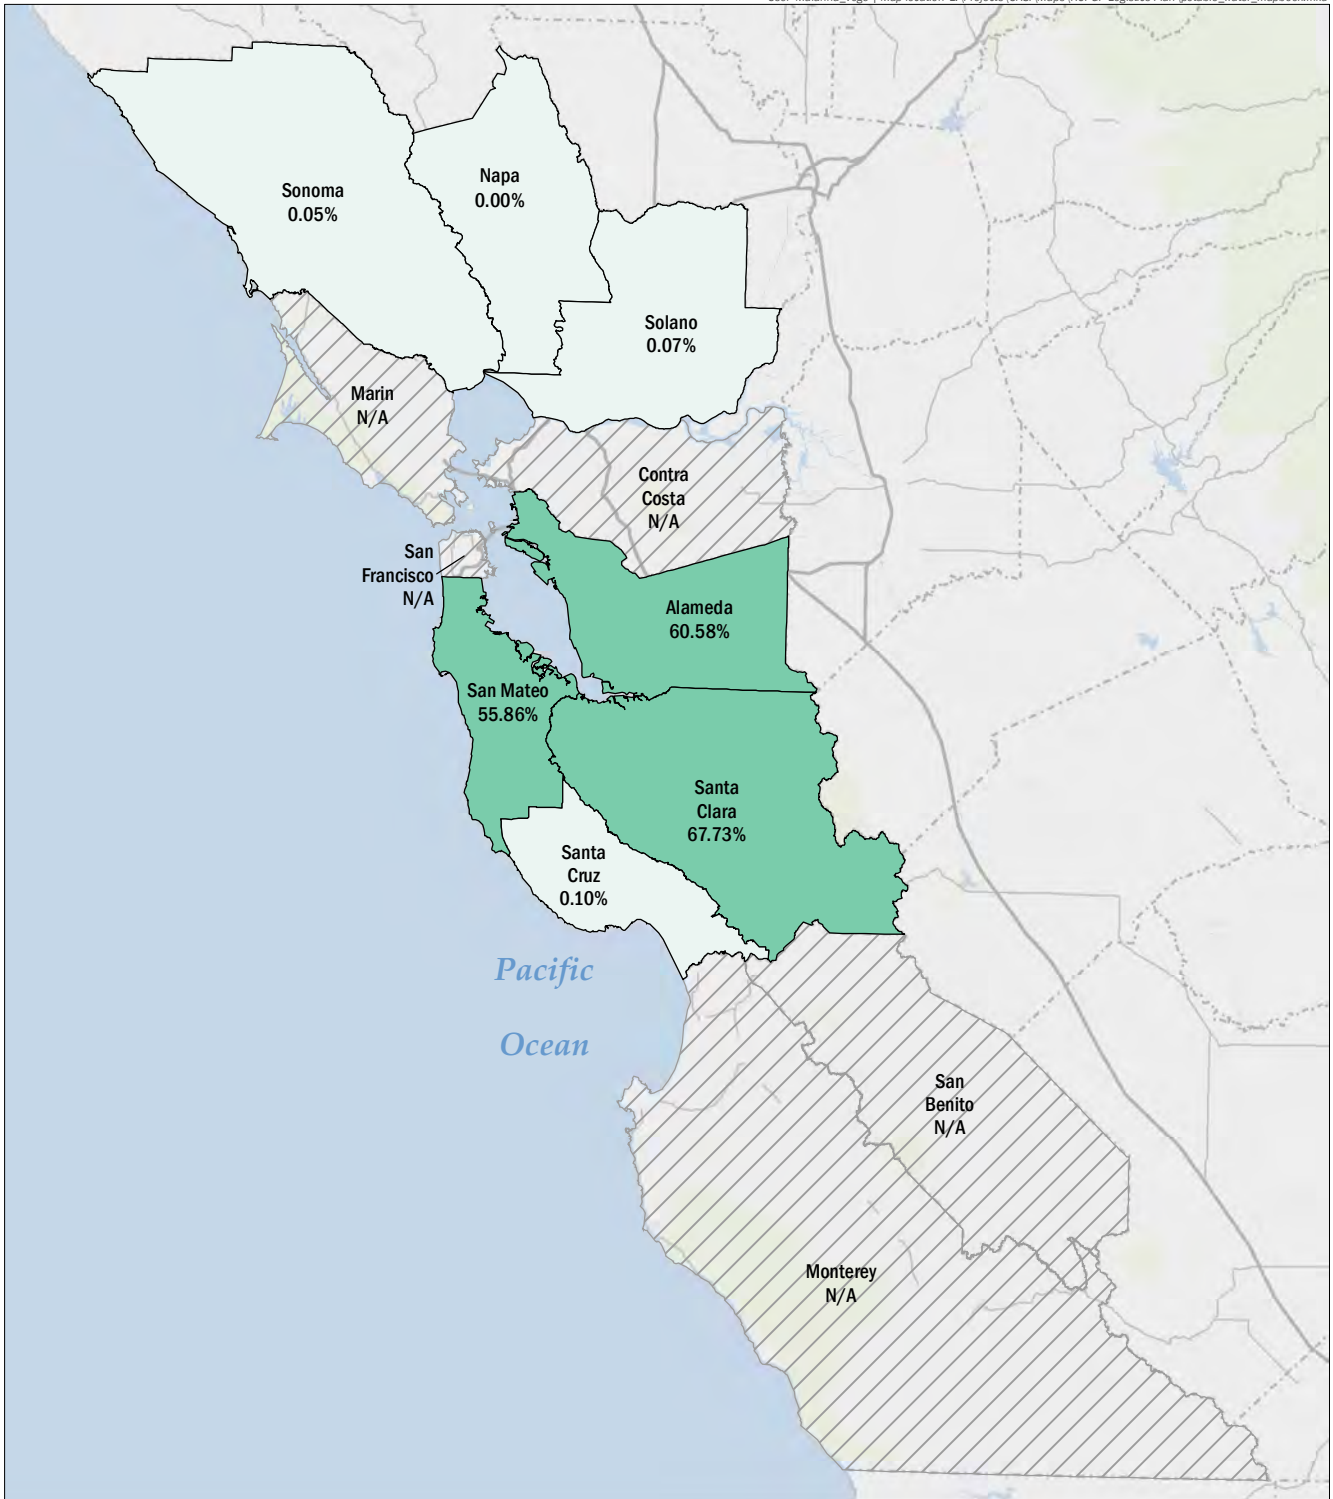 Sonoma
0.05%
Napa
0.00%
Solano
0.07%
Marin
N/A
Contra
Costa
N/A
San
Francisco
N/A
Alameda
60.58%
San Mateo
55.86%
Santa
Clara
67.73%
Santa
Cruz
0.10%
Pacific
Ocean
San
Benito
N/A
Monterey
N/A